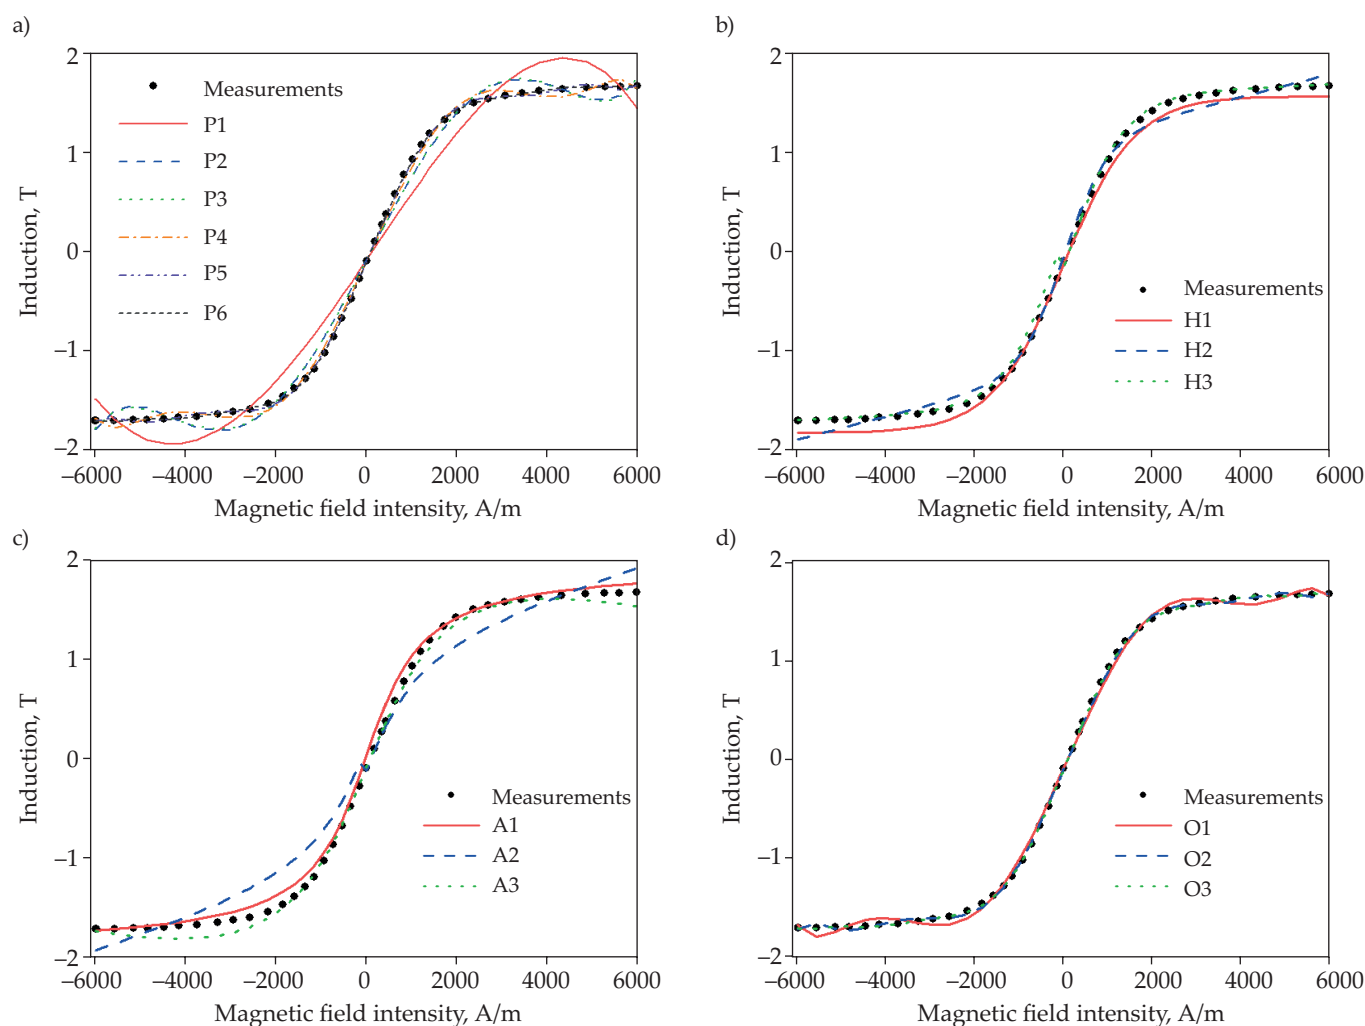 a)
2
1
0
−1
−2
Induction, T
Measurements
P1
P2
P3
P4
P5
P6
−6000 −4000 −2000 0 2000 4000 6000
Magnetic field intensity, A/m
b)
2
1
0
−1
−2
Induction, T
Measurements
H1
H2
H3
−6000 −4000 −2000 0 2000 4000 6000
Magnetic field intensity, A/m
c)
2
1
0
−1
−2
Induction, T
Measurements
A1
A2
A3
−6000 −4000 −2000 0 2000 4000 6000
Magnetic field intensity, A/m
d)
2
1
0
−1
−2
Induction, T
Measurements
O1
O2
O3
−6000 −4000 −2000 0 2000 4000 6000
Magnetic field intensity, A/m